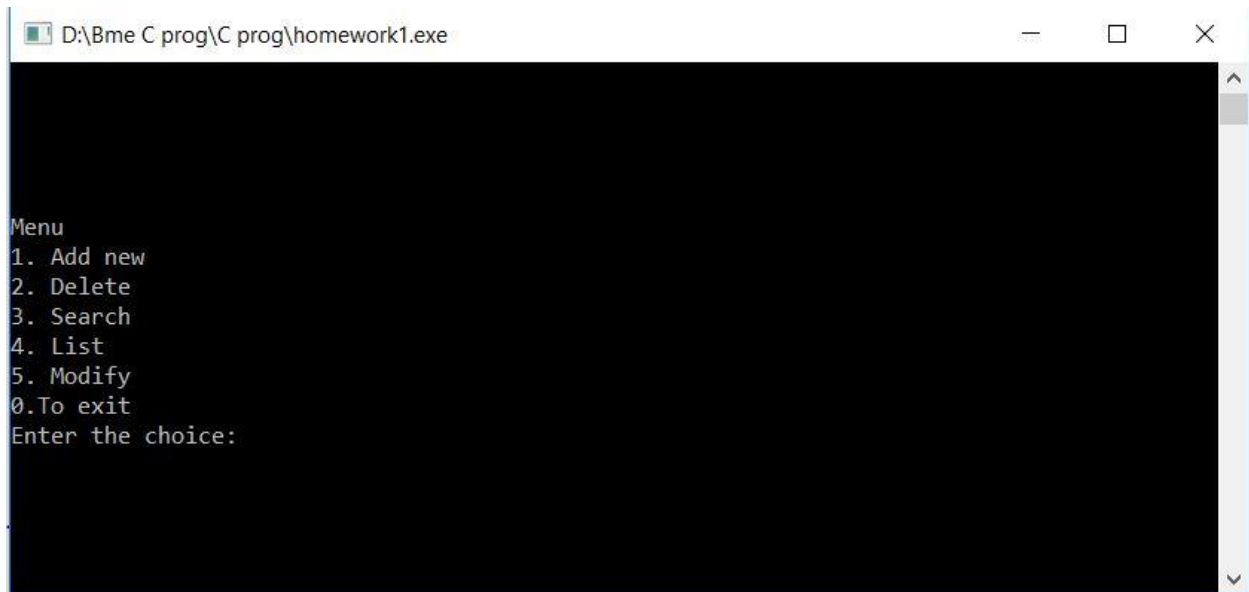 D:\Bme C prog\C prog\homework1.exe
Menu
1. Add new
2. Delete
3. Search
4. List
5. Modify
0.To exit
Enter the choice: